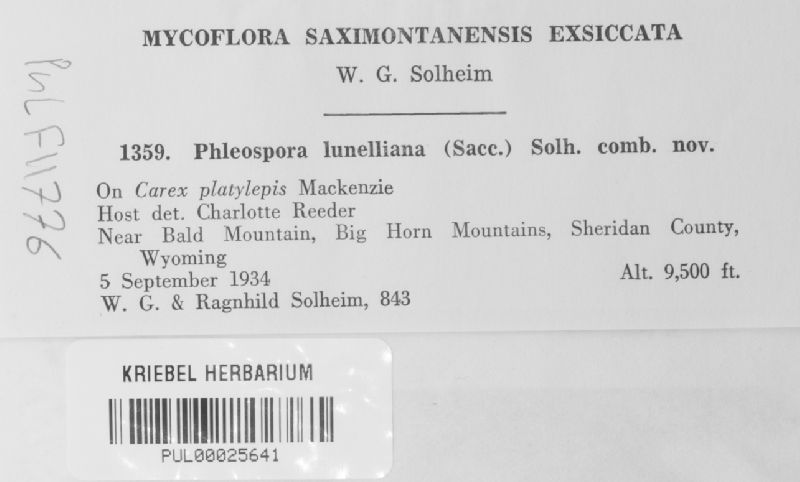 MYCOFLORA SAXIMONTANENSIS EXSICCATA
W. G. Solheim
1359. Phleospora lunelliana (Sacc.) Solh. comb. nov.
On Carex platylepis Mackenzie
Host det. Charlotte Reeder
Near Bald Mountain, Big Horn Mountains, Sheridan County,
Wyoming
5 September 1934 Alt. 9,500 ft.
W. G. & Ragnhild Solheim, 843
PUL F11776
KRIEBEL HERBARIUM
PUL00025641